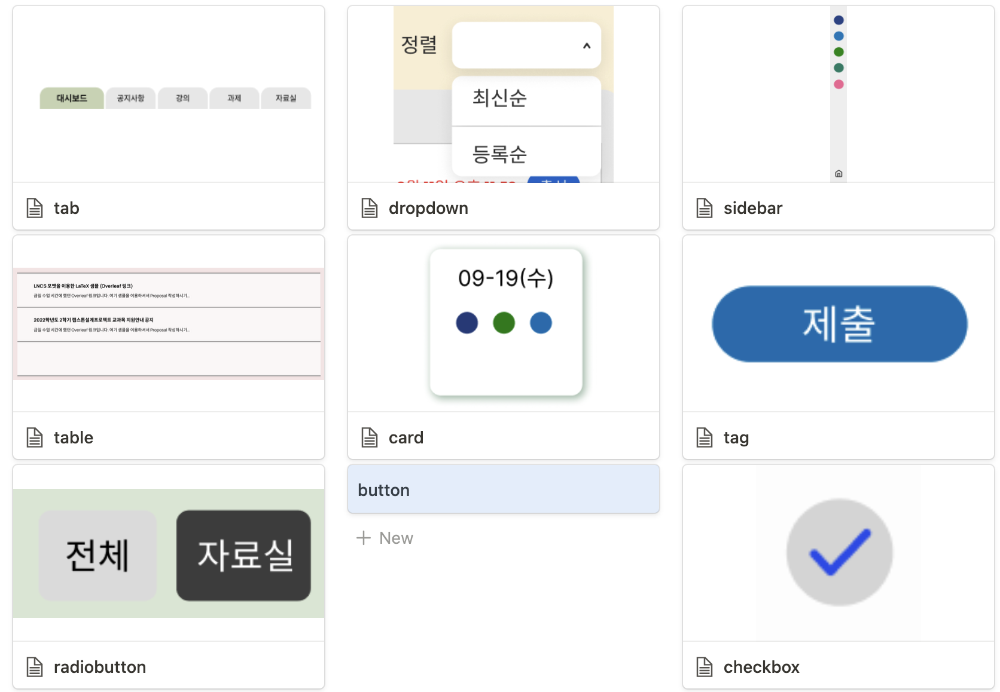 대시보드 공지사항 강의 과제 자료실
tab
정렬
최신순
등록순
dropdown
sidebar
LNCS 포맷을 이용한 LaTeX 샘플 (Overleaf 링크)
금일 수업 시간에 했던 Overleaf 링크입니다. 여기 샘플을 이용하셔서 Proposal 작성하시기...
2022학년도 2학기 캡스톤설계프로젝트 교과목 지원안내 공지
금일 수업 시간에 했던 Overleaf 링크입니다. 여기 샘플을 이용하셔서 Proposal 작성하시기...
table
09-19(수)
card
제출
tag
전체 자료실
radiobutton
button
+ New
checkbox